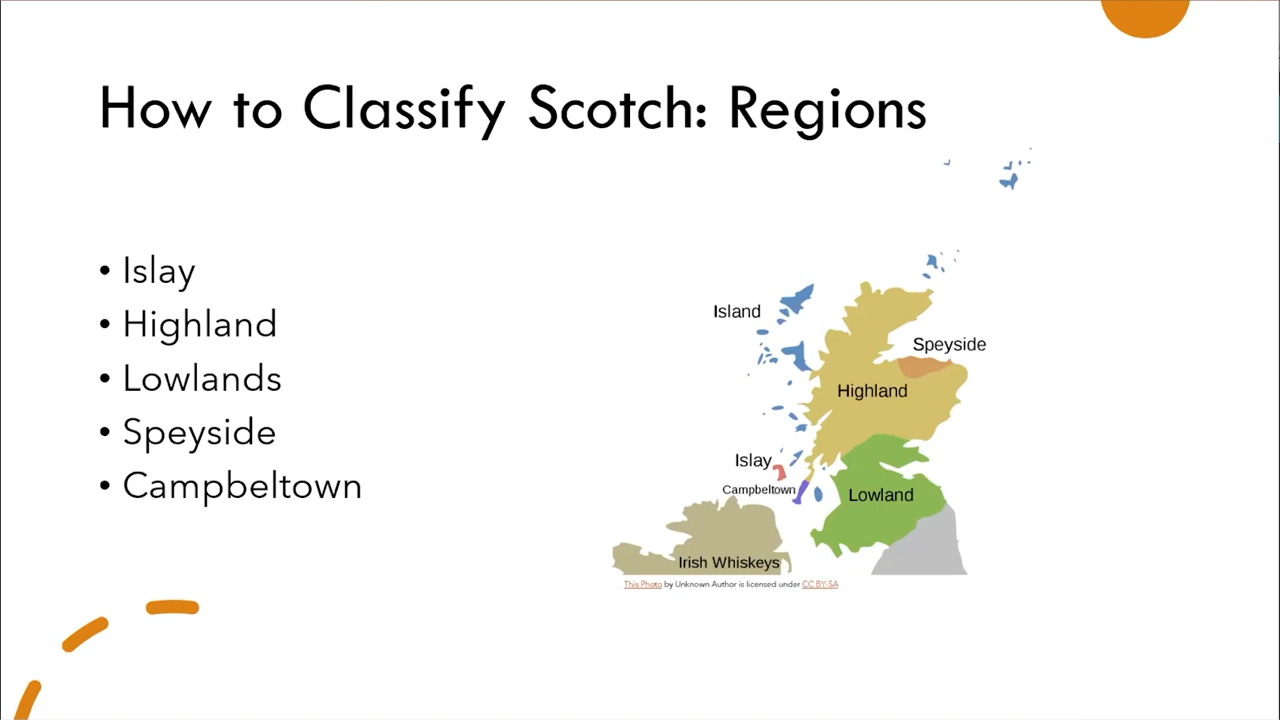 How to Classify Scotch: Regions
• Islay
• Highland
• Lowlands
• Speyside
• Campbeltown
Island
Speyside
Highland
Islay
Campbeltown
Lowland
Irish Whiskeys
This Photo by Unknown Author is licensed under CC BY-SA